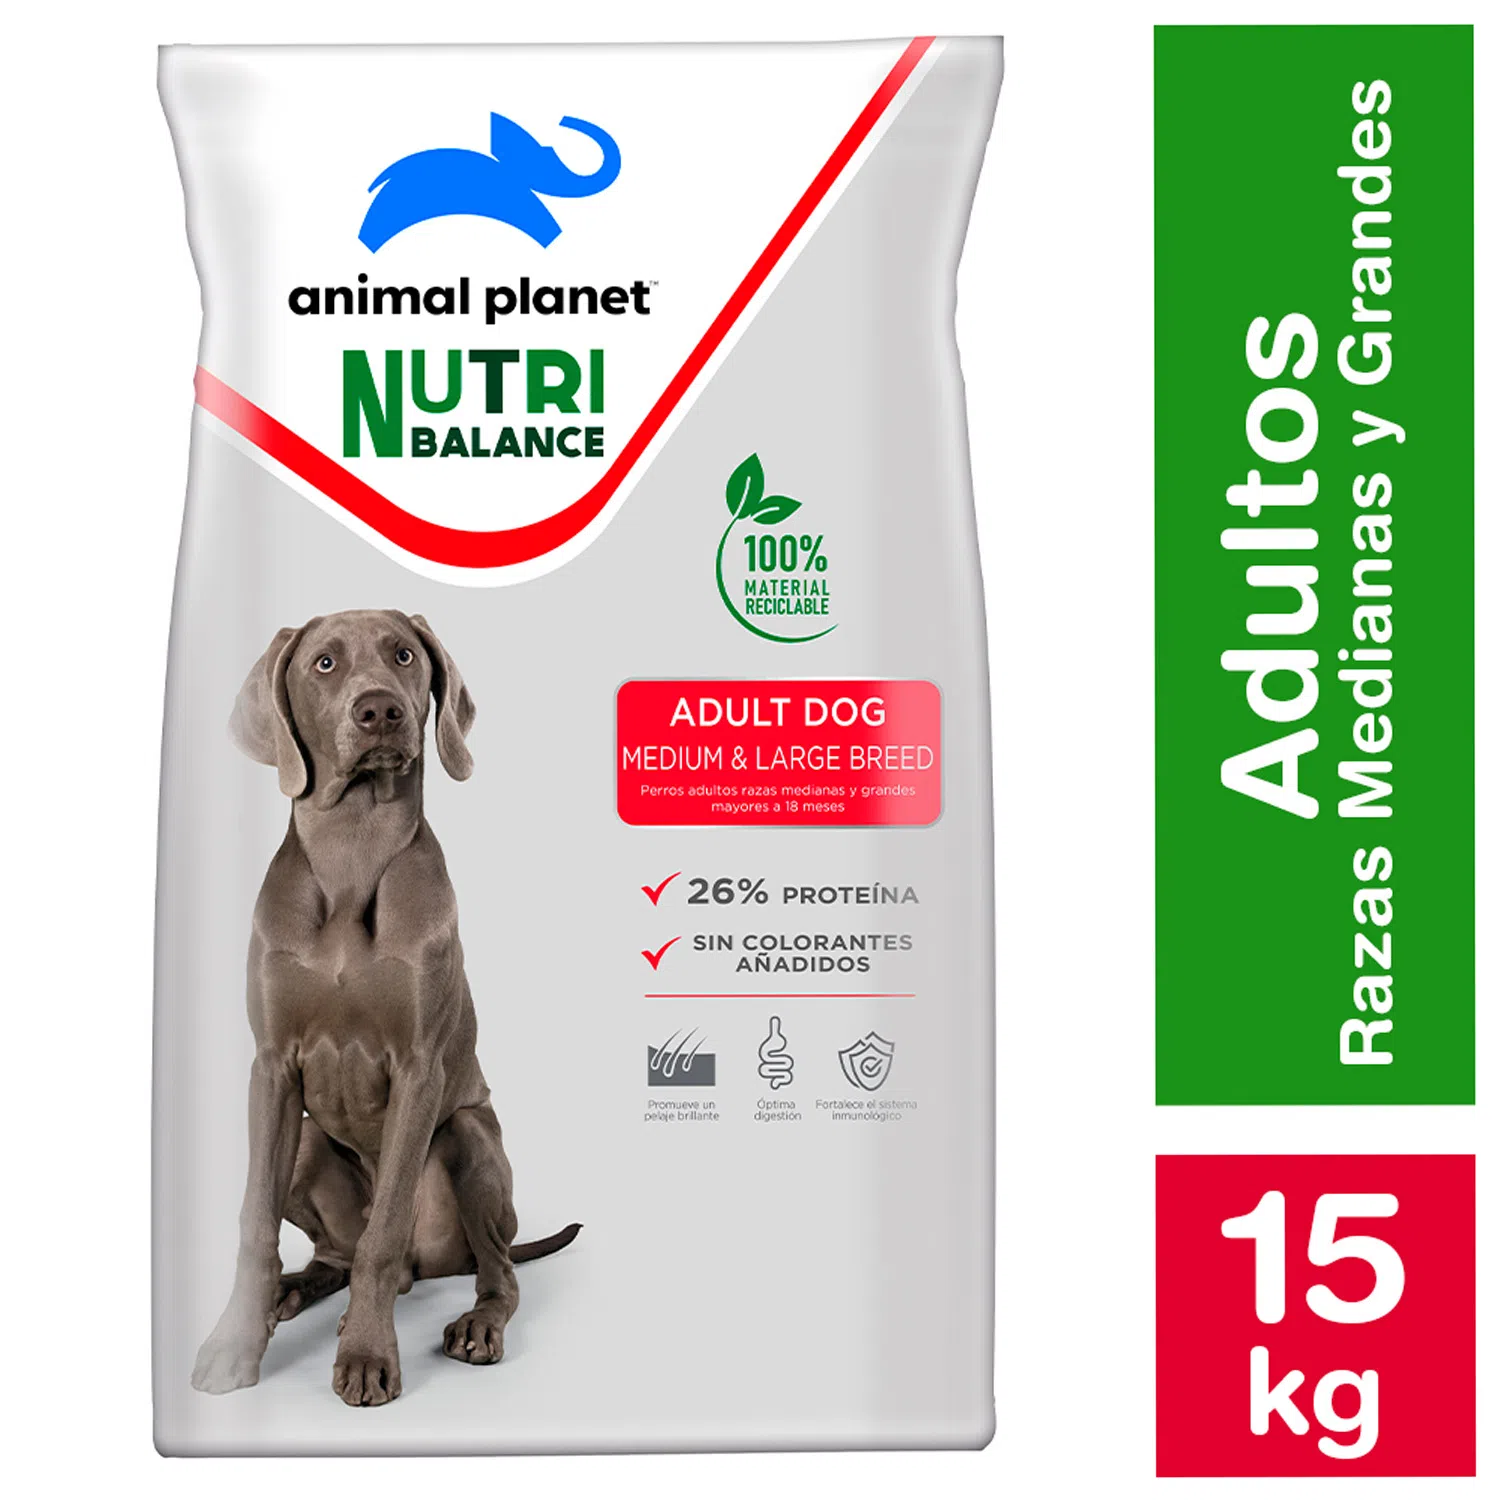 animal planet™
NUTRI
BALANCE
100%
MATERIAL
RECICLABLE
ADULT DOG
MEDIUM & LARGE BREED
Perros adultos razas medianas y grandes
mayores a 18 meses
26% PROTEÍNA
SIN COLORANTES
AÑADIDOS
Promueve un
pelaje brillante
Óptima
digestión
Fortalece el sistema
inmunológico
Adultos
Razas Medianas y Grandes
15
kg